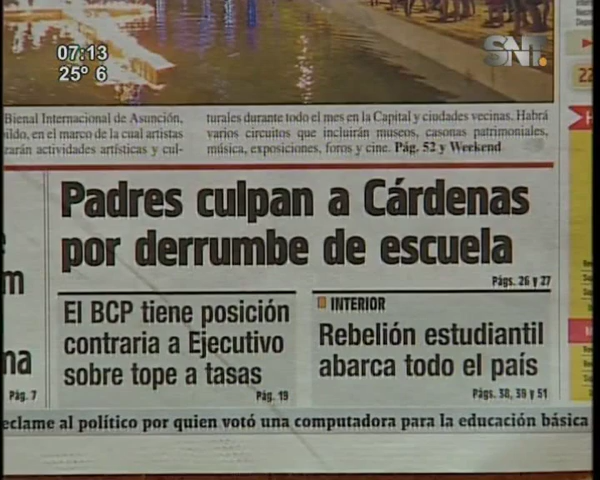 07:13
25º 6
SNT.
22
Bienal Internacional de Asunción,
ildo, en el marco de la cual artistas
zarán actividades artísticas y cul-
turales durante todo el mes en la Capital y ciudades vecinas. Habrá
varios circuitos que incluirán museos, casonas patrimoniales,
música, exposiciones, foros y cine. Pág. 52 y Weekend
Padres culpan a Cárdenas
por derrumbe de escuela
Págs. 26 y 27
m
na
Pág. 7
El BCP tiene posición
contraria a Ejecutivo
sobre tope a tasas
Pág. 19
INTERIOR
Rebelión estudiantil
abarca todo el país
Págs. 38, 39 y 51
eclame al político por quien votó una computadora para la educación básica